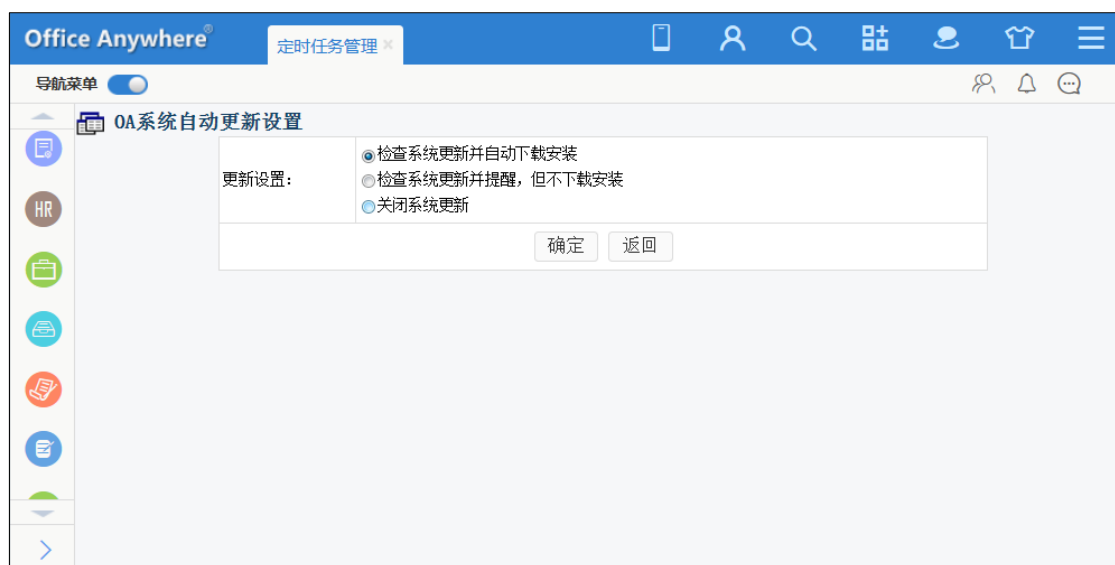 Office Anywhere®
定时任务管理 ×
导航菜单
OA系统自动更新设置
更新设置：
检查系统更新并自动下载安装
检查系统更新并提醒，但不下载安装
关闭系统更新
HR
确定 返回